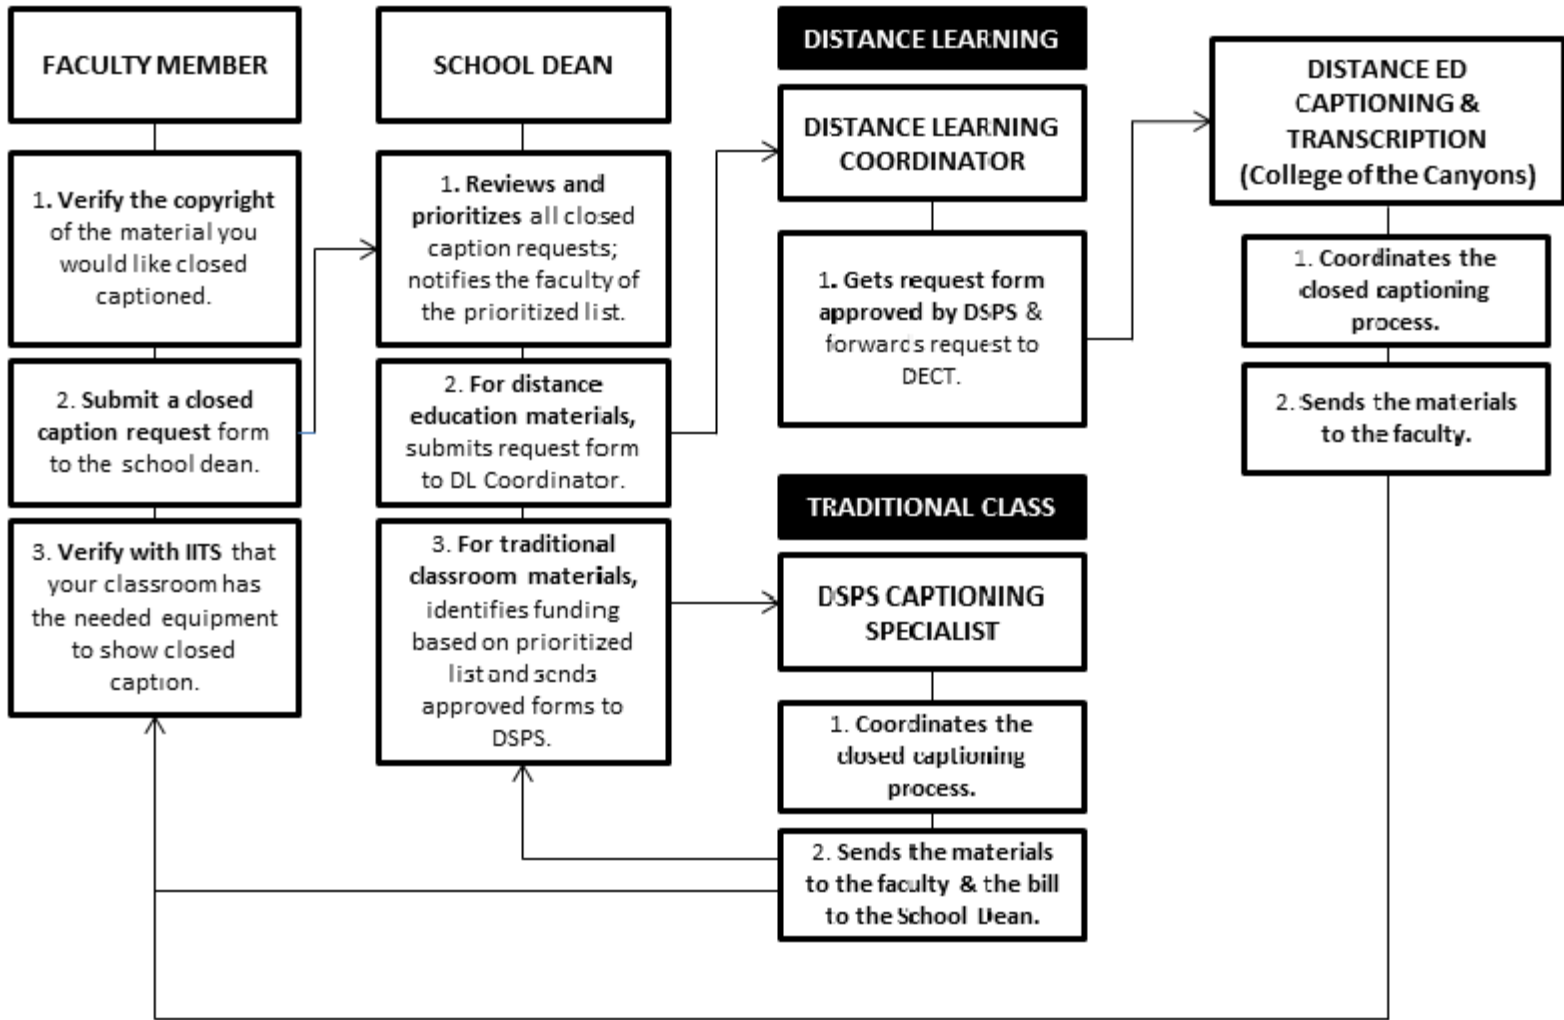 FACULTY MEMBER
1. Verify the copyright
of the material you
would like closed
captioned.
2. Submit a closed
caption request form
to the school dean.
3. Verify with IITS that
your classroom has
the needed equipment
to show closed
caption.
SCHOOL DEAN
1. Reviews and
prioritizes all closed
caption requests;
notifies the faculty of
the prioritized list.
2. For distance
education materials,
submits request form
to DL Coordinator.
3. For traditional
classroom materials,
identifies funding
based on prioritized
list and sends
approved forms to
DSPS.
DISTANCE LEARNING
DISTANCE LEARNING
COORDINATOR
1. Gets request form
approved by DSPS &
forwards request to
DECT.
TRADITIONAL CLASS
DSPS CAPTIONING
SPECIALIST
1. Coordinates the
closed captioning
process.
2. Sends the materials
to the faculty & the bill
to the School Dean.
DISTANCE ED
CAPTIONING &
TRANSCRIPTION
(College of the Canyons)
1. Coordinates the
closed captioning
process.
2. Sends the materials
to the faculty.